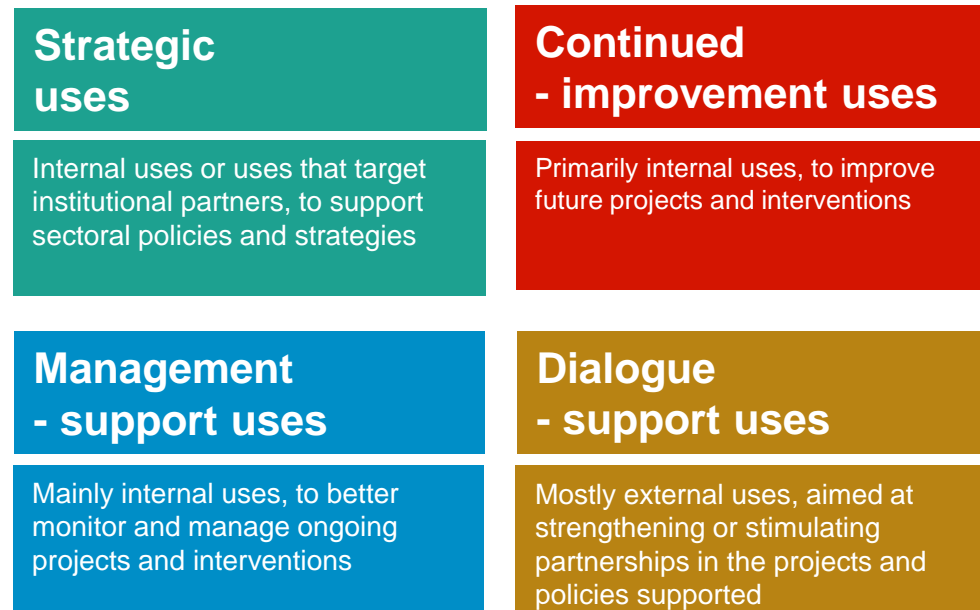 Strategic
uses
Internal uses or uses that target
institutional partners, to support
sectoral policies and strategies
Continued
- improvement uses
Primarily internal uses, to improve
future projects and interventions
Management
- support uses
Mainly internal uses, to better
monitor and manage ongoing
projects and interventions
Dialogue
- support uses
Mostly external uses, aimed at
strengthening or stimulating
partnerships in the projects and
policies supported